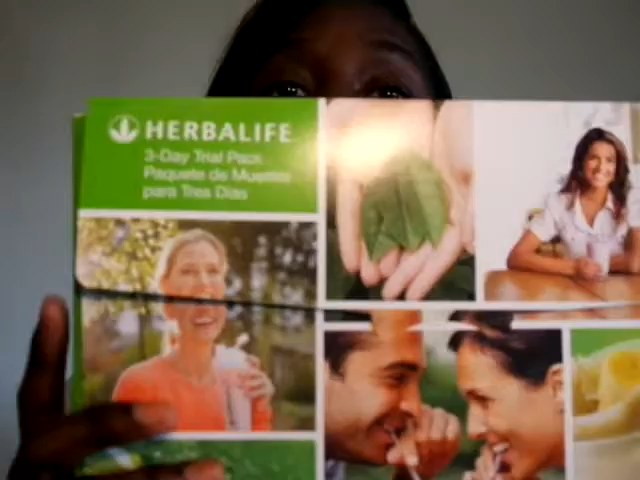 HERBALIFE
3-Day Trial Pack
Paquete de Muestra
para Tres Días